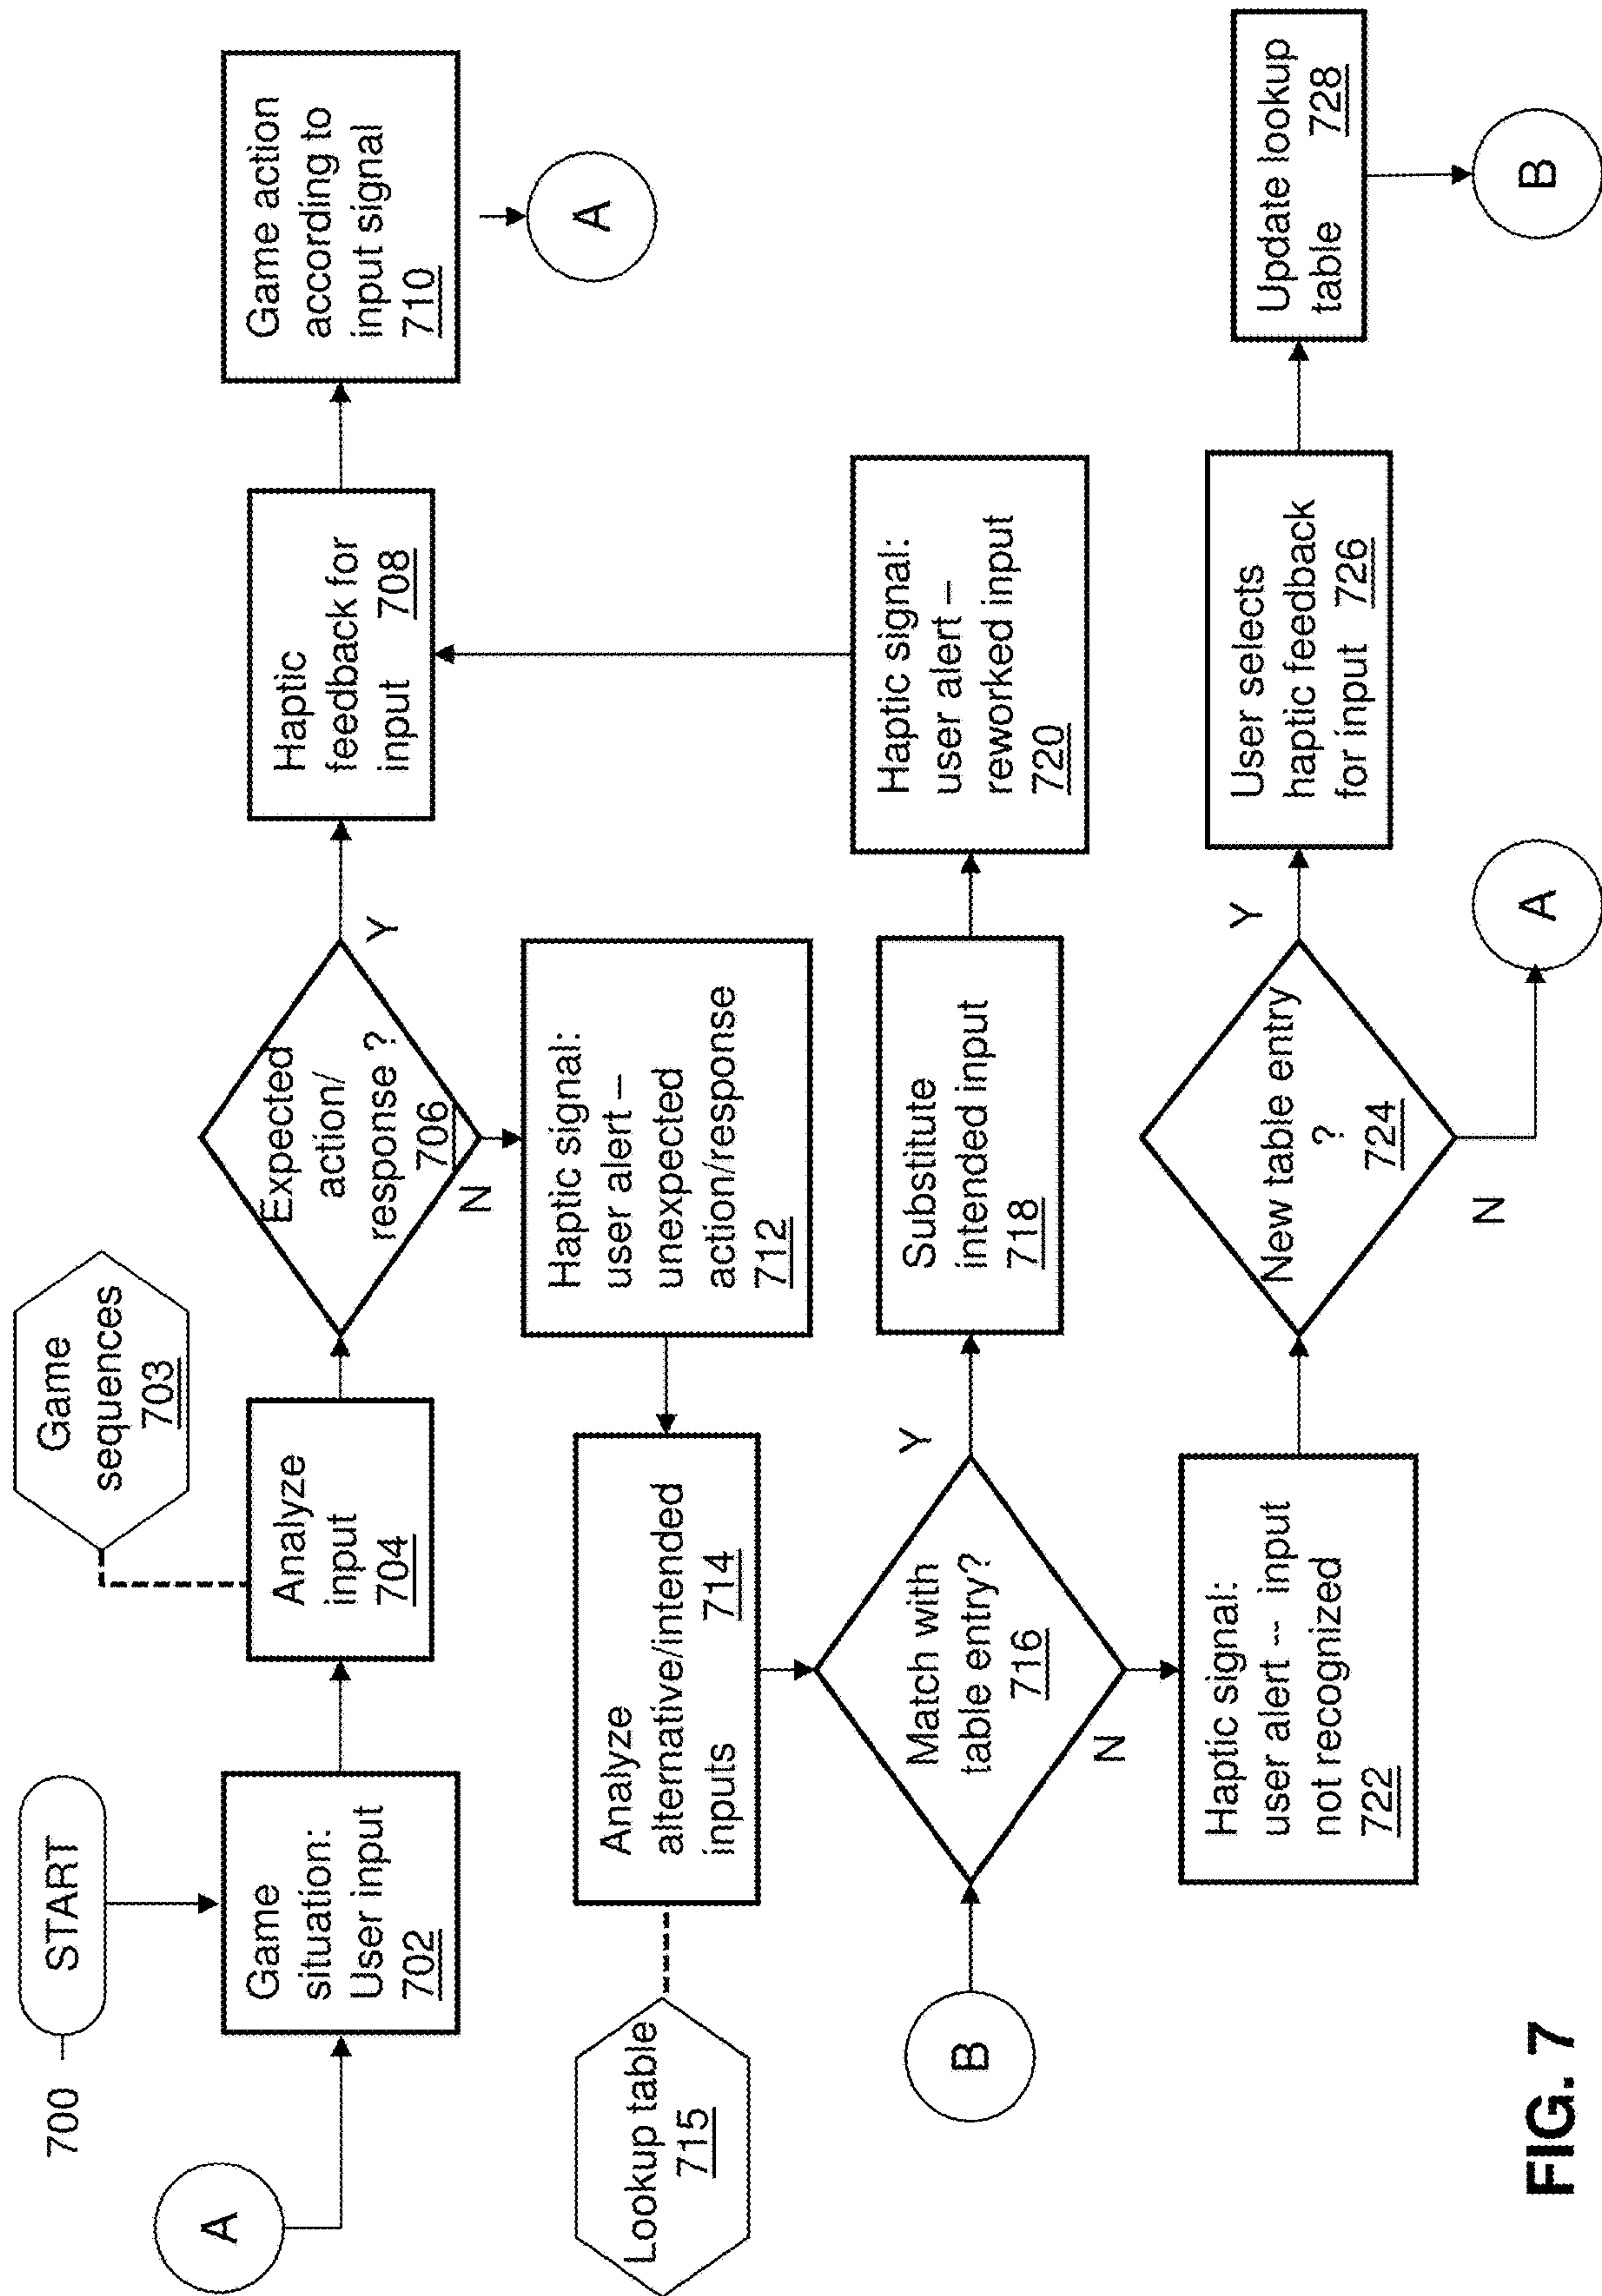 700
START
A
Game
situation:
User input
702
Game
sequences
703
Analyze
input
704
Expected
action/
response ?
706
Y
N
Haptic
feedback for
input 708
Game action
according to
input signal
710
A
Haptic signal:
user alert –
unexpected
action/response
712
Lookup table
715
Analyze
alternative/intended
inputs 714
B
Match with
table entry?
716
Y
N
Substitute
intended input
718
Haptic signal:
user alert –
reworked input
720
Haptic signal:
user alert -- input
not recognized
722
New table entry
?
724
Y
N
A
User selects
haptic feedback
for input 726
Update lookup
table 728
B
FIG. 7